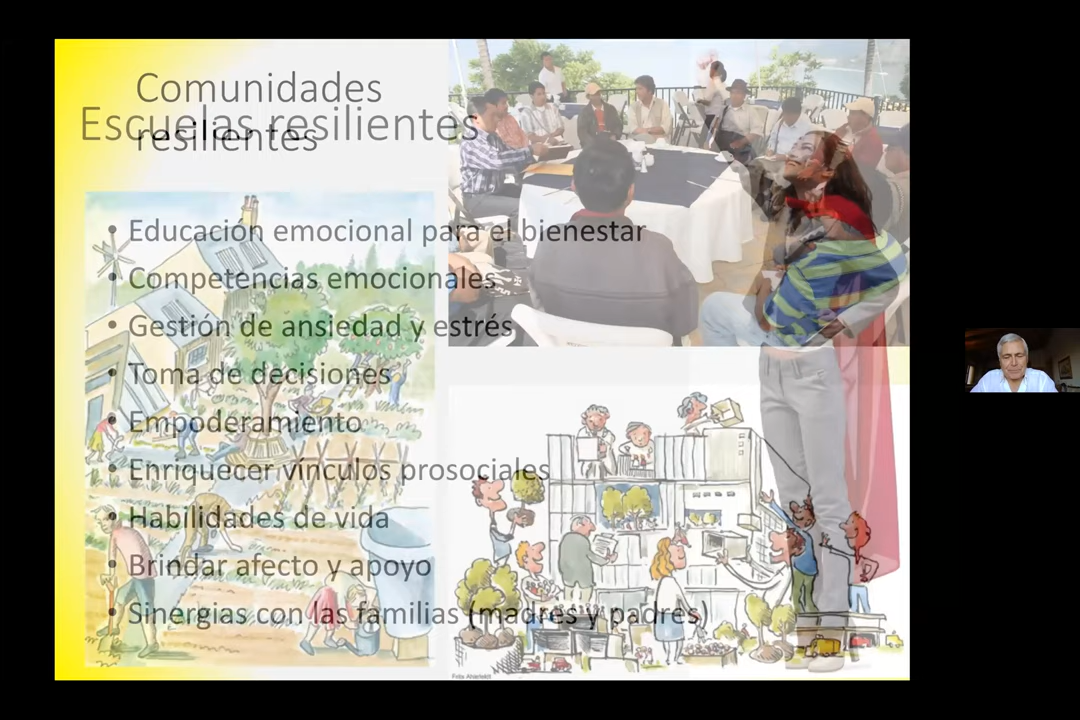 Comunidades
resilientes
Escuelas resilientes
• Educación emocional para el bienestar
• Competencias emocionales
• Gestión de ansiedad y estrés
• Toma de decisiones
• Empoderamiento
• Enriquecer vínculos prosociales
• Habilidades de vida
• Brindar afecto y apoyo
• Sinergias con las familias (madres y padres)